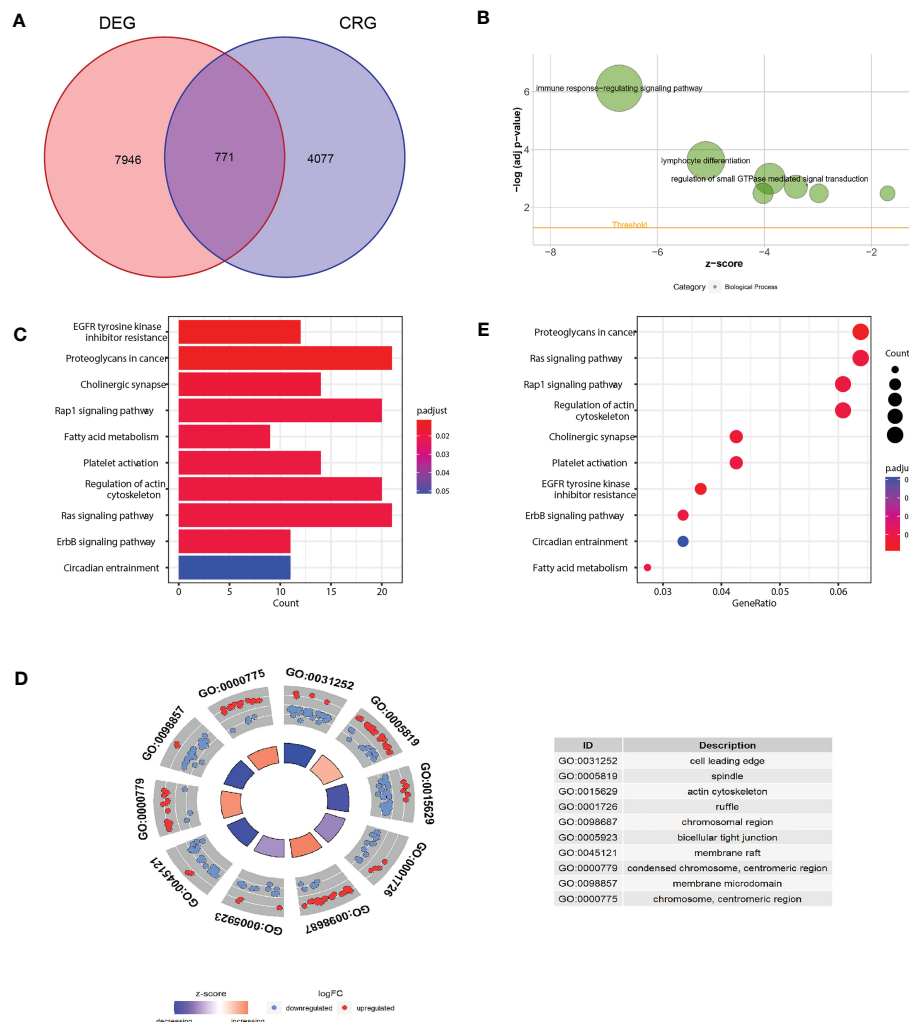 A
DEG
CRG
7946
771
4077
B
−log (adj p−value)
6
4
2
immune response−regulating signaling pathway
lymphocyte differentiation
regulation of small GTPase mediated signal transduction
Threshold
−8
−6
−4
−2
z−score
Category
Biological Process
C
EGFR tyrosine kinase
inhibitor resistance
Proteoglycans in cancer
Cholinergic synapse
Rap1 signaling pathway
Fatty acid metabolism
Platelet activation
Regulation of actin
cytoskeleton
Ras signaling pathway
ErbB signaling pathway
Circadian entrainment
0
5
10
15
20
Count
p.adjust
0.02
0.03
0.04
0.05
E
Proteoglycans in cancer
Ras signaling pathway
Rap1 signaling pathway
Regulation of actin
cytoskeleton
Cholinergic synapse
Platelet activation
EGFR tyrosine kinase
inhibitor resistance
ErbB signaling pathway
Circadian entrainment
Fatty acid metabolism
0.03
0.04
0.05
0.06
GeneRatio
Count
p.adju
D
GO:0031252
GO:0005819
GO:0015629
GO:0001726
GO:0098687
GO:0005923
GO:0045121
GO:0000779
GO:0098857
GO:0000775
z−score
decreasing
increasing
logFC
downregulated
upregulated
ID Description
GO:0031252 cell leading edge
GO:0005819 spindle
GO:0015629 actin cytoskeleton
GO:0001726 ruffle
GO:0098687 chromosomal region
GO:0005923 bicellular tight junction
GO:0045121 membrane raft
GO:0000779 condensed chromosome, centromeric region
GO:0098857 membrane microdomain
GO:0000775 chromosome, centromeric region